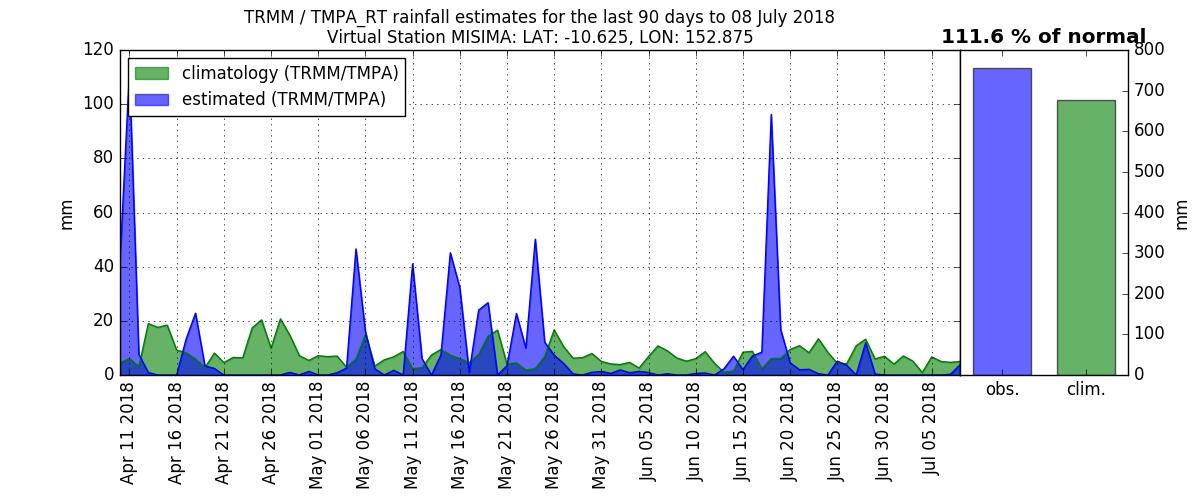 TRMM / TMPA_RT rainfall estimates for the last 90 days to 08 July 2018
Virtual Station MISIMA: LAT: -10.625, LON: 152.875
111.6 % of normal
climatology (TRMM/TMPA)
estimated (TRMM/TMPA)
120
100
80
60
40
20
0
mm
Apr 11 2018
Apr 16 2018
Apr 21 2018
Apr 26 2018
May 01 2018
May 06 2018
May 11 2018
May 16 2018
May 21 2018
May 26 2018
May 31 2018
Jun 05 2018
Jun 10 2018
Jun 15 2018
Jun 20 2018
Jun 25 2018
Jun 30 2018
Jul 05 2018
800
700
600
500
400
300
200
100
0
mm
obs.
clim.